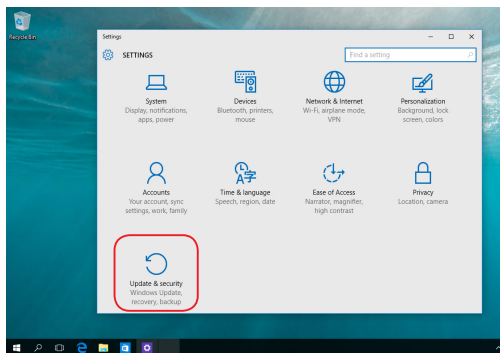 Recycle Bin
Settings
SETTINGS
Find a setting
System
Display, notifications,
apps, power
Devices
Bluetooth, printers,
mouse
Network & Internet
Wi-Fi, airplane mode,
VPN
Personalization
Background, lock
screen, colors
Accounts
Your account, sync
settings, work, family
Time & language
Speech, region, date
Ease of Access
Narrator, magnifier,
high contrast
Privacy
Location, camera
Update & security
Windows Update,
recovery, backup